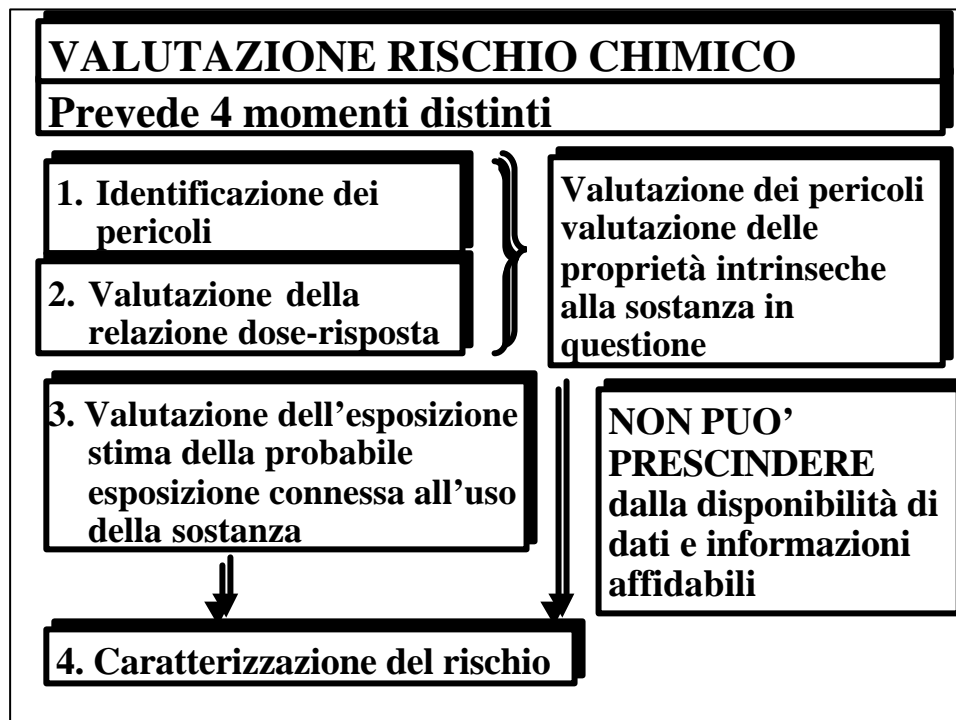 VALUTAZIONE RISCHIO CHIMICO
Prevede 4 momenti distinti
1. Identificazione dei
pericoli
2. Valutazione della
relazione dose-risposta
Valutazione dei pericoli
valutazione delle
proprietà intrinseche
alla sostanza in
questione
3. Valutazione dell’esposizione
stima della probabile
esposizione connessa all’uso
della sostanza
NON PUO’
PRESCINDERE
dalla disponibilità di
dati e informazioni
affidabili
4. Caratterizzazione del rischio